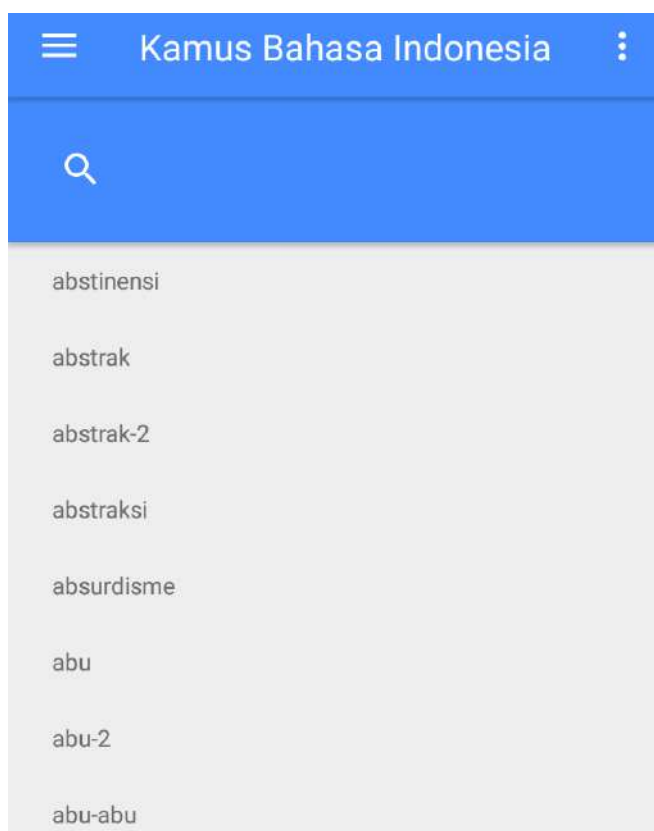 Kamus Bahasa Indonesia
abstinensi
abstrak
abstrak-2
abstraksi
absurdisme
abu
abu-2
abu-abu